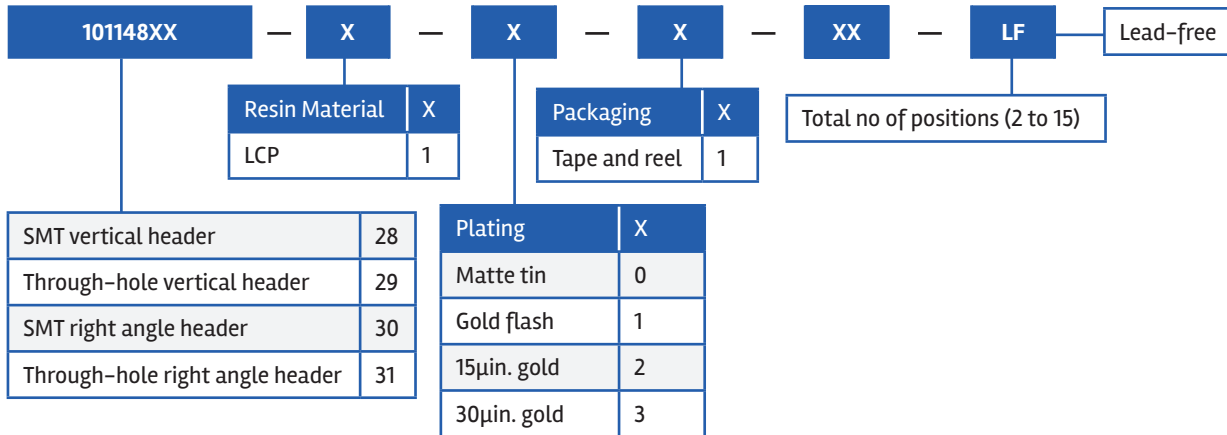 101148XX — X — X — X — XX — LF Lead-free
Resin Material X
LCP 1
Packaging X
Tape and reel 1
Total no of positions (2 to 15)
SMT vertical header 28
Through-hole vertical header 29
SMT right angle header 30
Through-hole right angle header 31
Plating X
Matte tin 0
Gold flash 1
15µin. gold 2
30µin. gold 3